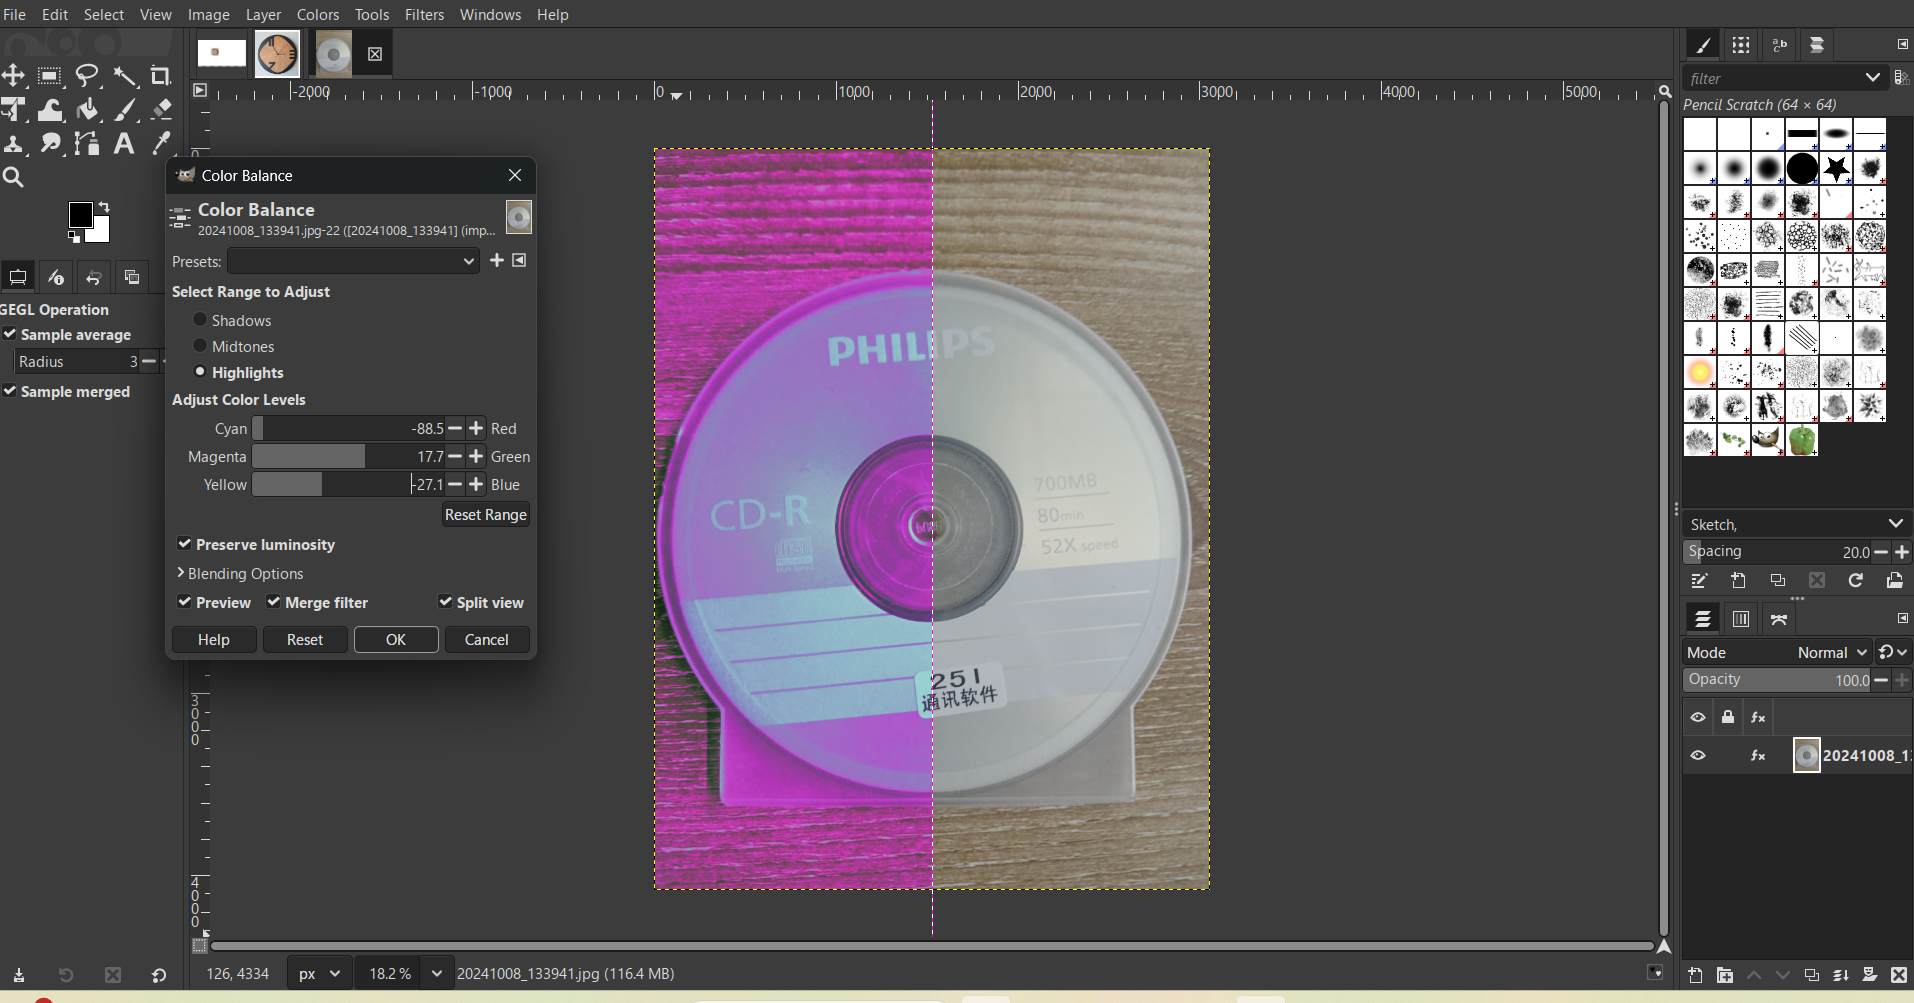 File Edit Select View Image Layer Colors Tools Filters Windows Help
-2000 -1000 0 1000 2000 3000 4000 5000
filter
Pencil Scratch (64 × 64)
0
3000
4000
Color Balance
Color Balance
20241008_133941.jpg-22 ([20241008_133941] (imp...
Presets:
Select Range to Adjust
Shadows
Midtones
Highlights
Adjust Color Levels
Cyan -88.5 Red
Magenta 17.7 Green
Yellow -27.1 Blue
Reset Range
Preserve luminosity
Blending Options
Preview Merge filter Split view
Help Reset OK Cancel
GEGL Operation
Sample average
Radius 3
Sample merged
PHILIPS
CD-R
700MB
80min
52X speed
251
通讯软件
Sketch,
Spacing 20.0
Mode Normal
Opacity 100.0
fx
fx 20241008_1
126, 4334 px 18.2 % 20241008_133941.jpg (116.4 MB)